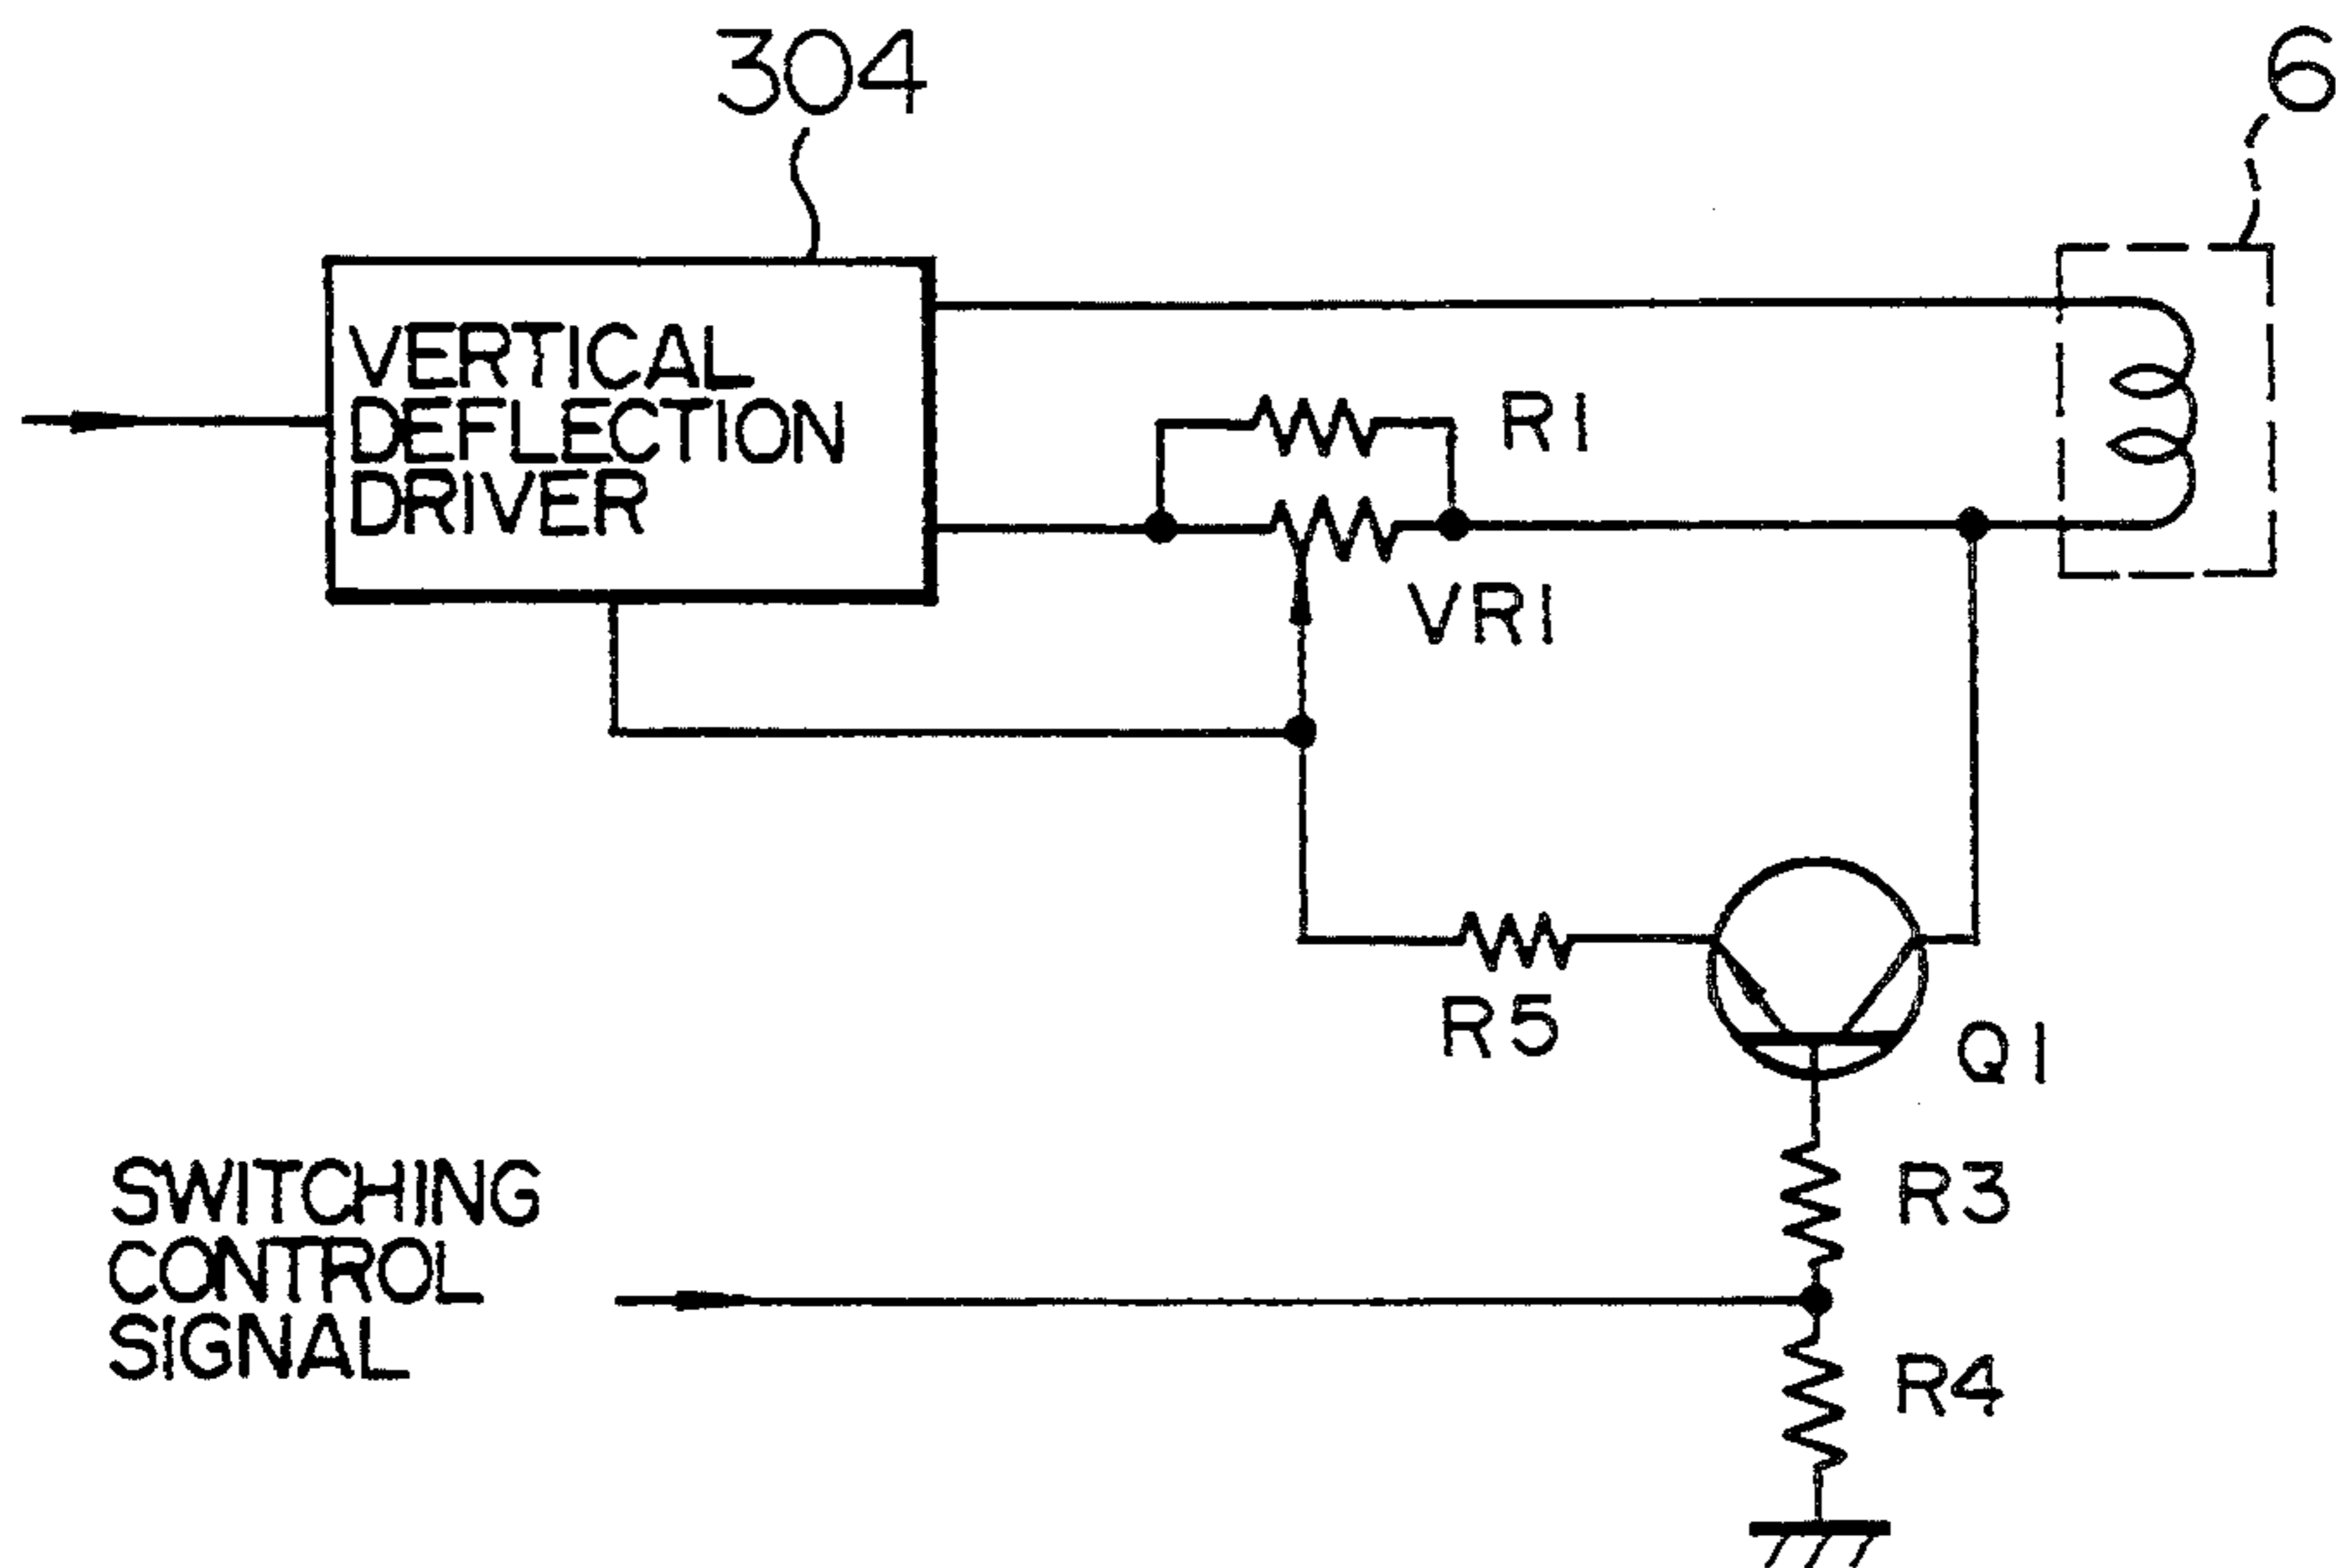 304
6
VERTICAL
DEFLECTION
DRIVER
R1
VR1
R5
Q1
SWITCHING
CONTROL
SIGNAL
R3
R4